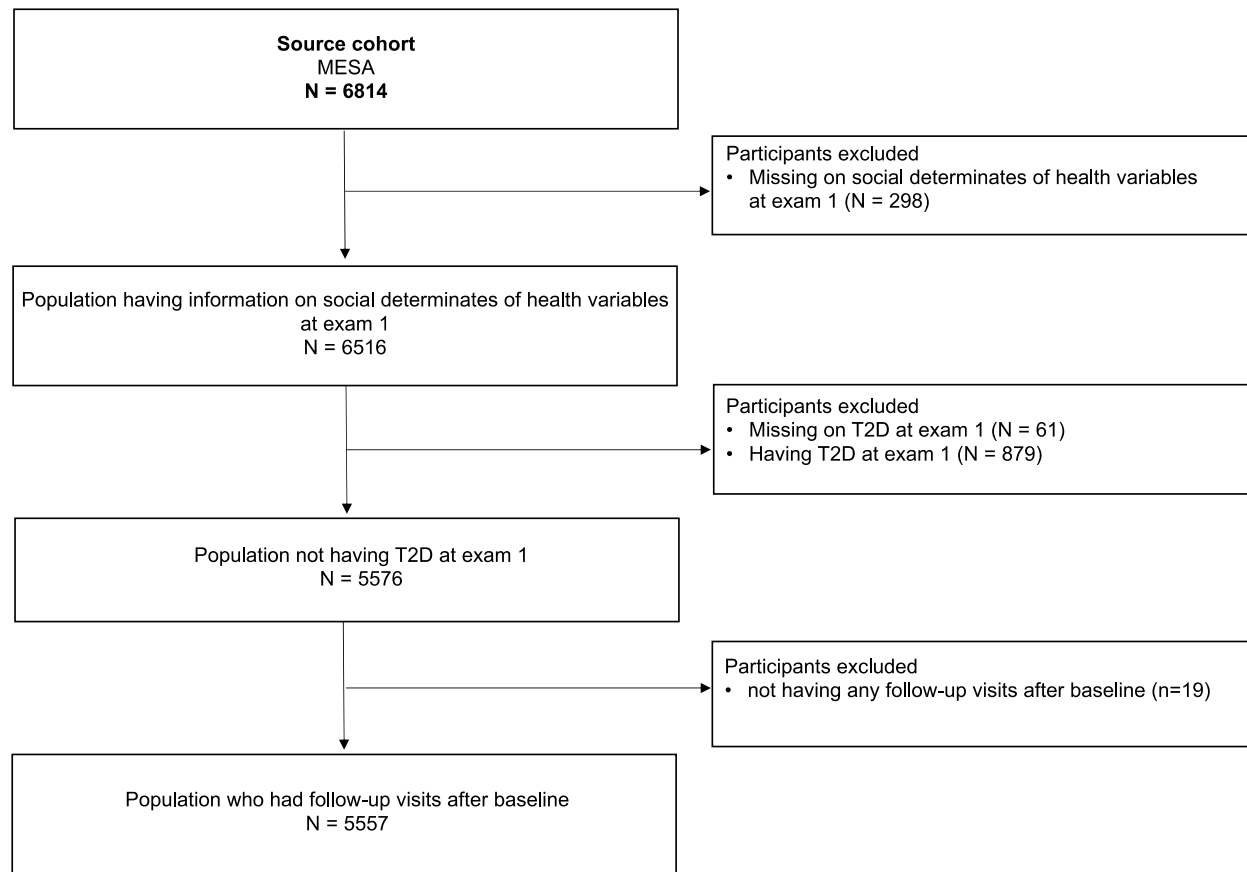 Source cohort
MESA
N = 6814
Participants excluded
• Missing on social determinates of health variables
at exam 1 (N = 298)
Population having information on social determinates of health variables
at exam 1
N = 6516
Participants excluded
• Missing on T2D at exam 1 (N = 61)
• Having T2D at exam 1 (N = 879)
Population not having T2D at exam 1
N = 5576
Participants excluded
• not having any follow-up visits after baseline (n=19)
Population who had follow-up visits after baseline
N = 5557